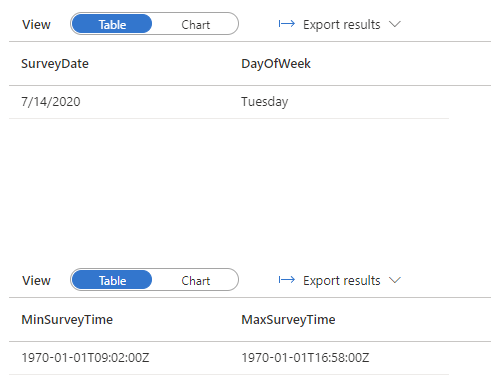 View Table Chart Export results
SurveyDate DayOfWeek
7/14/2020 Tuesday
View Table Chart Export results
MinSurveyTime MaxSurveyTime
1970-01-01T09:02:00Z 1970-01-01T16:58:00Z